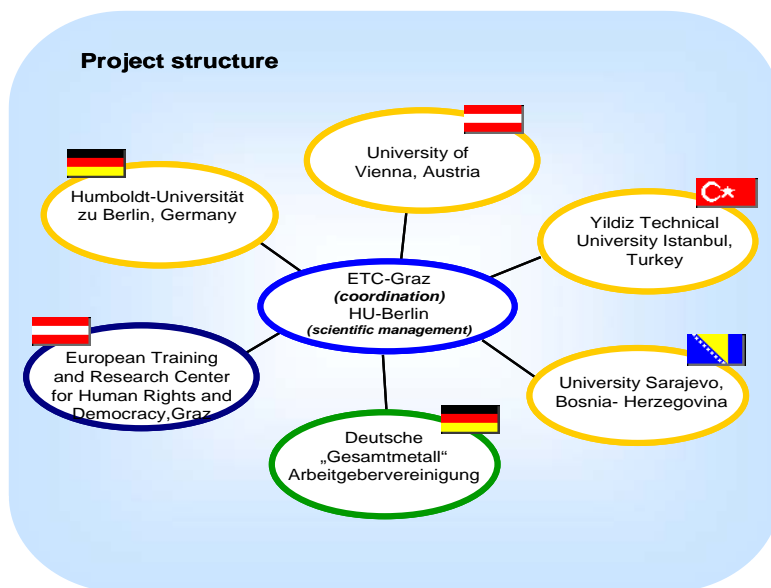 Project structure
University of
Vienna, Austria
Humboldt-Universität
zu Berlin, Germany
Yildiz Technical
University Istanbul,
Turkey
ETC-Graz
(coordination)
HU-Berlin
(scientific management)
European Training
and Research Center
for Human Rights and
Democracy,Graz
University Sarajevo,
Bosnia- Herzegovina
Deutsche
„Gesamtmetall“
Arbeitgebervereinigung